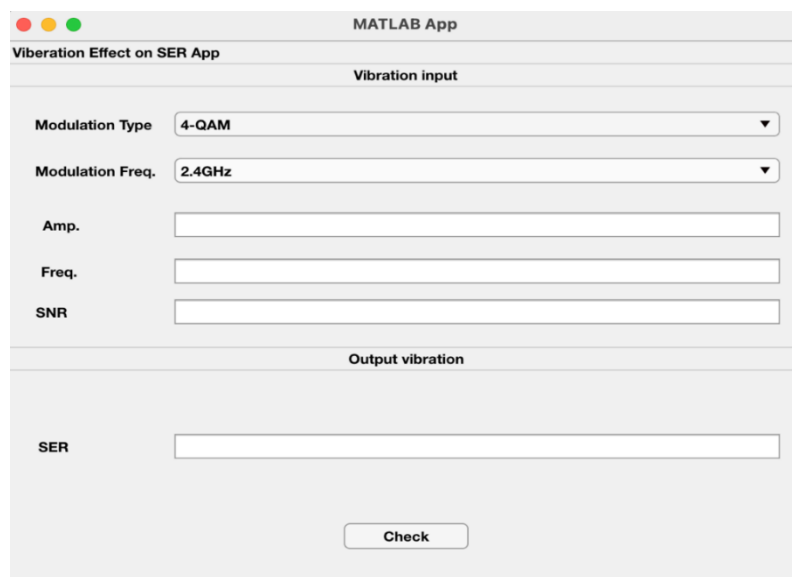 MATLAB App
Viberation Effect on SER App
Vibration input
Modulation Type 4-QAM
Modulation Freq. 2.4GHz
Amp.
Freq.
SNR
Output vibration
SER
Check